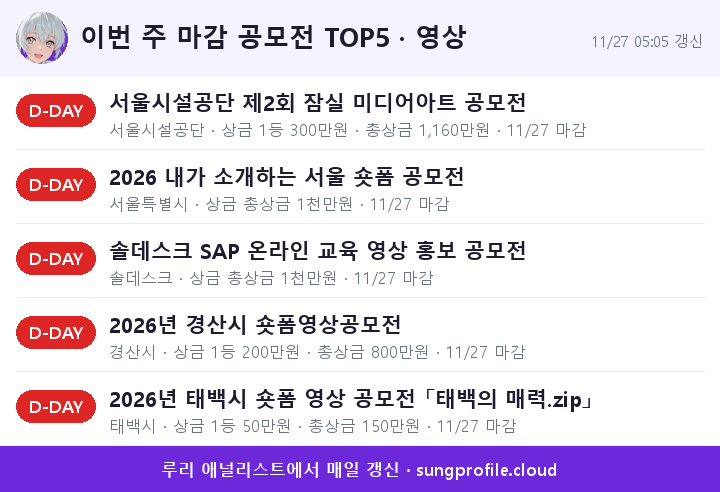 이번 주 마감 공모전 TOP5 · 영상
11/27 05:05 갱신
D-DAY
서울시설공단 제2회 잠실 미디어아트 공모전
서울시설공단 · 상금 1등 300만원 · 총상금 1,160만원 · 11/27 마감
D-DAY
2026 내가 소개하는 서울 숏폼 공모전
서울특별시 · 상금 총상금 1천만원 · 11/27 마감
D-DAY
솔데스크 SAP 온라인 교육 영상 홍보 공모전
솔데스크 · 상금 총상금 1천만원 · 11/27 마감
D-DAY
2026년 경산시 숏폼영상공모전
경산시 · 상금 1등 200만원 · 총상금 800만원 · 11/27 마감
D-DAY
2026년 태백시 숏폼 영상 공모전「태백의 매력.zip」
태백시 · 상금 1등 50만원 · 총상금 150만원 · 11/27 마감
루리 애널리스트에서 매일 갱신 · sungprofile.cloud